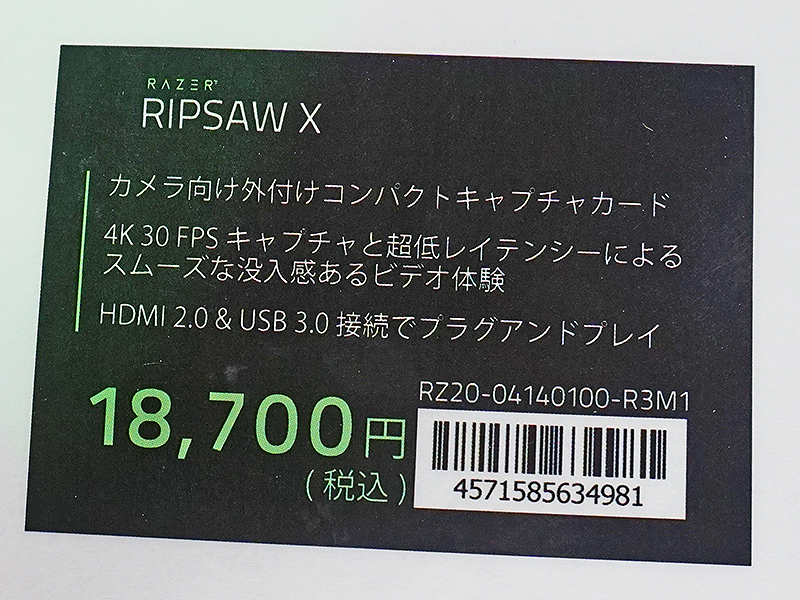 RAZER
RIPSAW X
カメラ向け外付けコンパクトキャプチャカード
4K 30 FPS キャプチャと超低レイテンシーによる
スムーズな没入感あるビデオ体験
HDMI 2.0 & USB 3.0 接続でプラグアンドプレイ
18,700円
(税込)
RZ20-04140100-R3M1
4571585634981